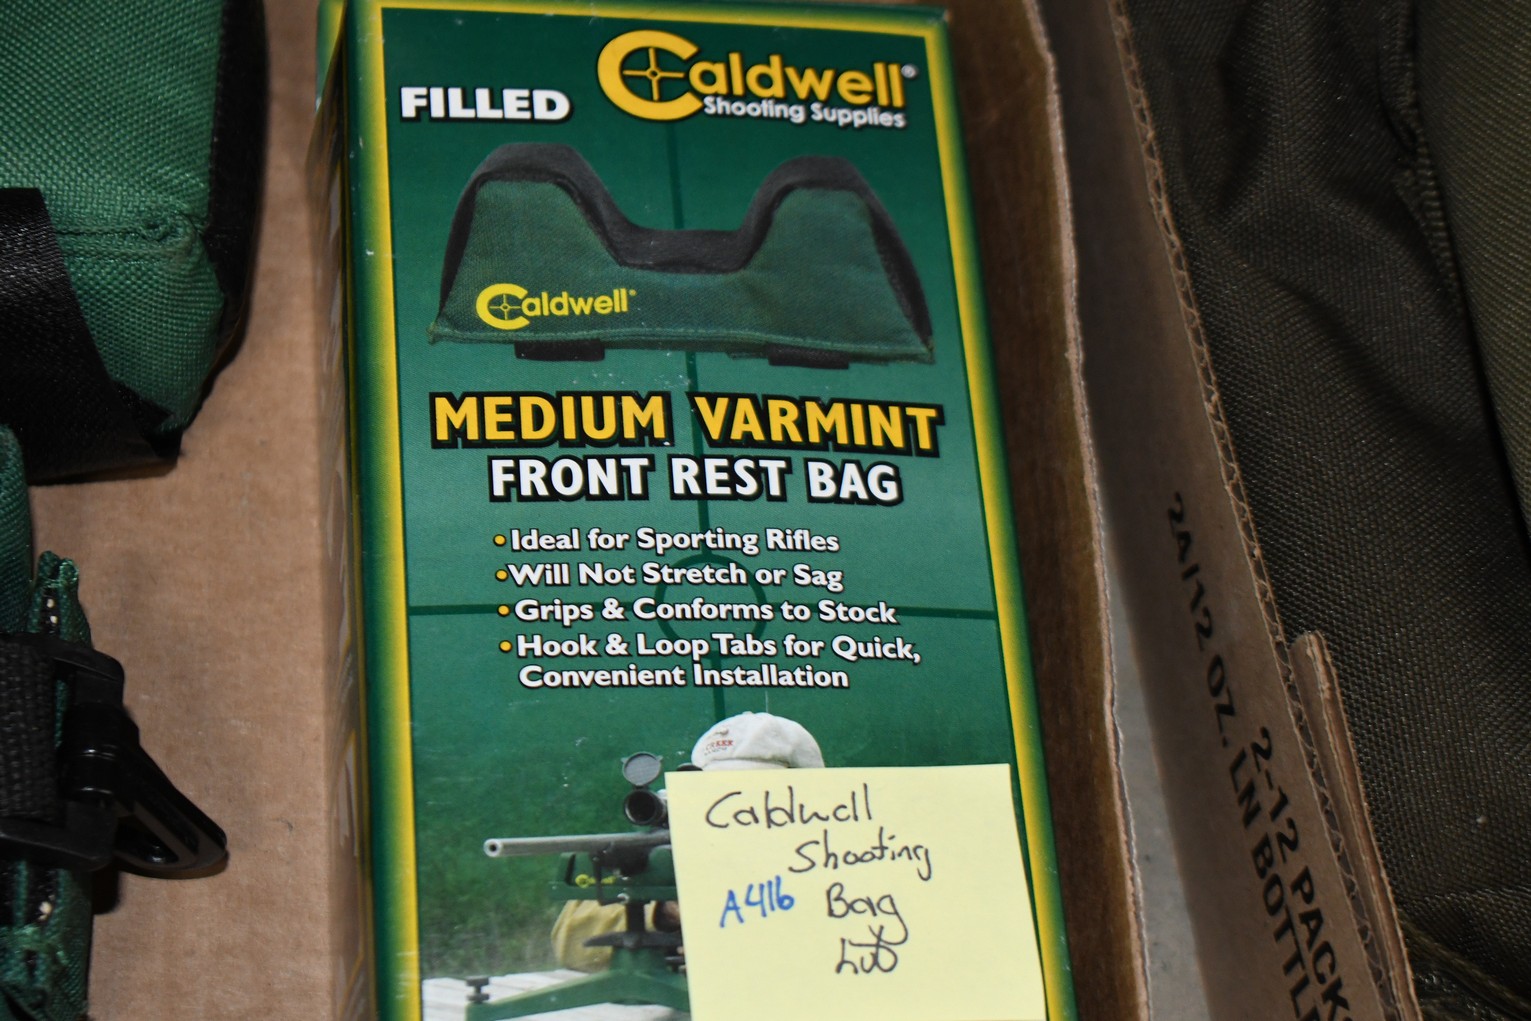 FILLED
Caldwell®
Shooting Supplies
Caldwell®
MEDIUM VARMINT
FRONT REST BAG
• Ideal for Sporting Rifles
• Will Not Stretch or Sag
• Grips & Conforms to Stock
• Hook & Loop Tabs for Quick,
Convenient Installation
Caldwell
Shooting
A416 Bag
Lot
24/12 OZ. LN BOTTL
2-12 PACK